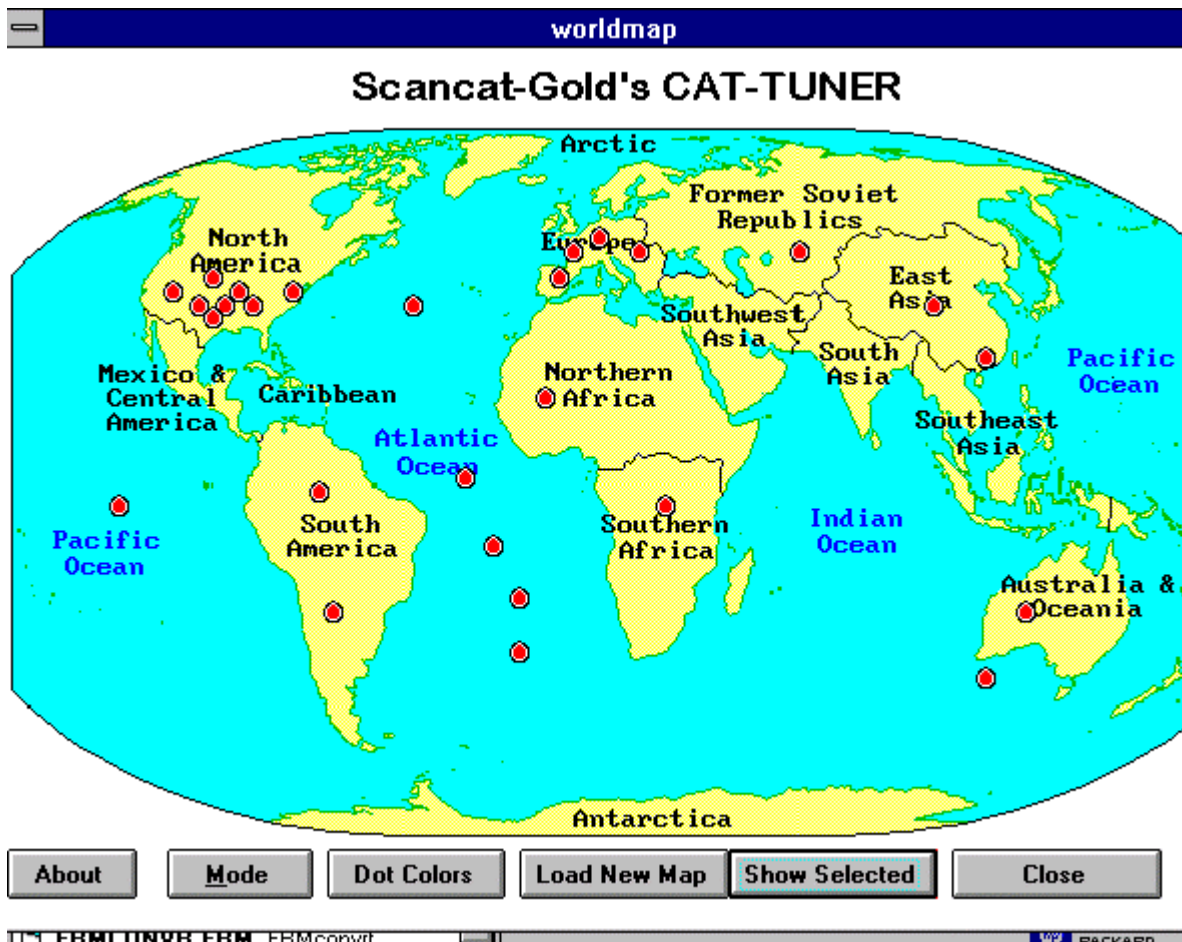 worldmap
Scancat-Gold's CAT-TUNER
Arctic
Former Soviet
Republics
North
America
Europe
East
Asia
Southwest
Asia
South
Asia
Pacific
Ocean
Mexico &
Central
America
Caribbean
Northern
Africa
Southeast
Asia
Atlantic
Ocean
South
America
Southern
Africa
Indian
Ocean
Pacific
Ocean
Australia &
Oceania
Antarctica
About
Mode
Dot Colors
Load New Map
Show Selected
Close
PACKARD